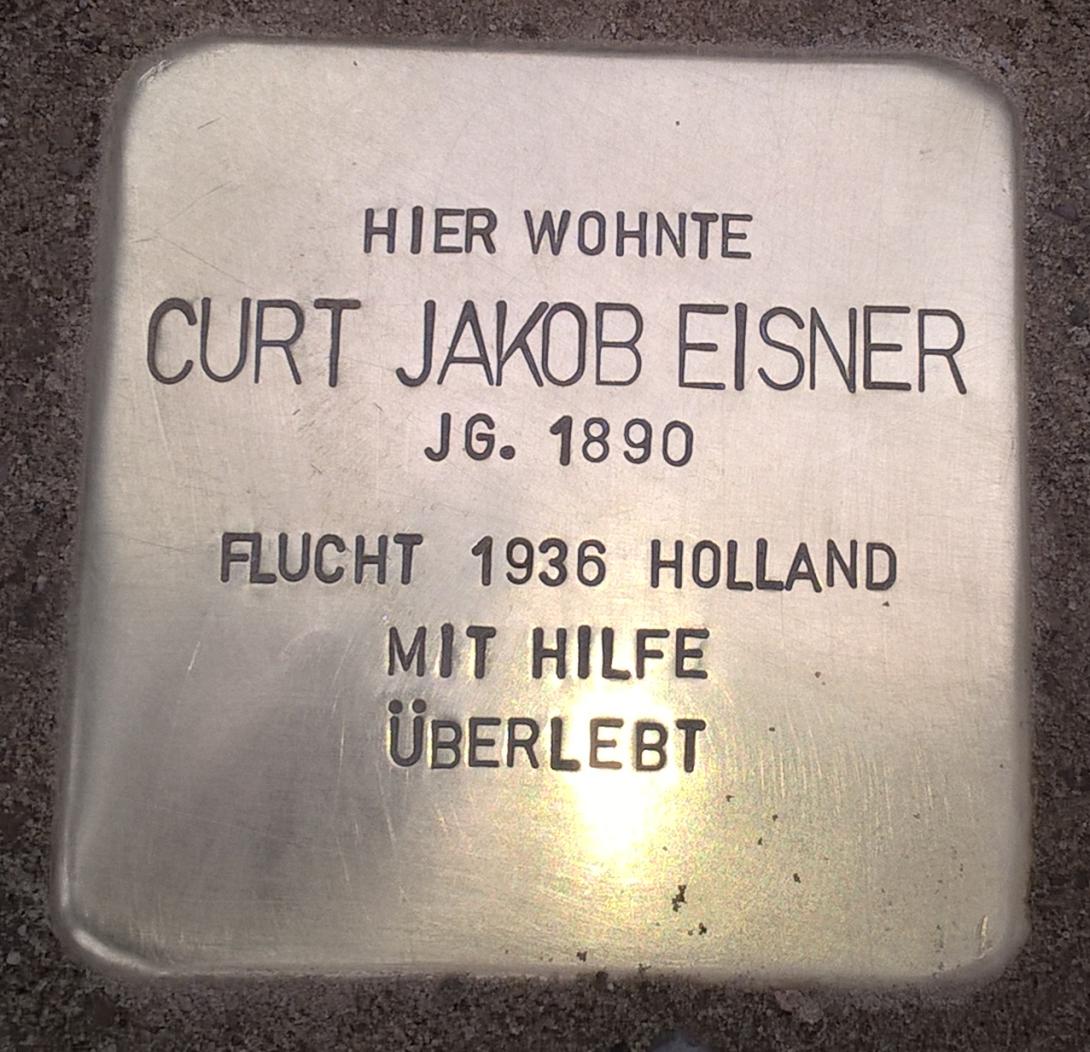 HIER WOHNTE
CURT JAKOB EISNER
JG. 1890
FLUCHT 1936 HOLLAND
MIT HILFE
ÜBERLEBT